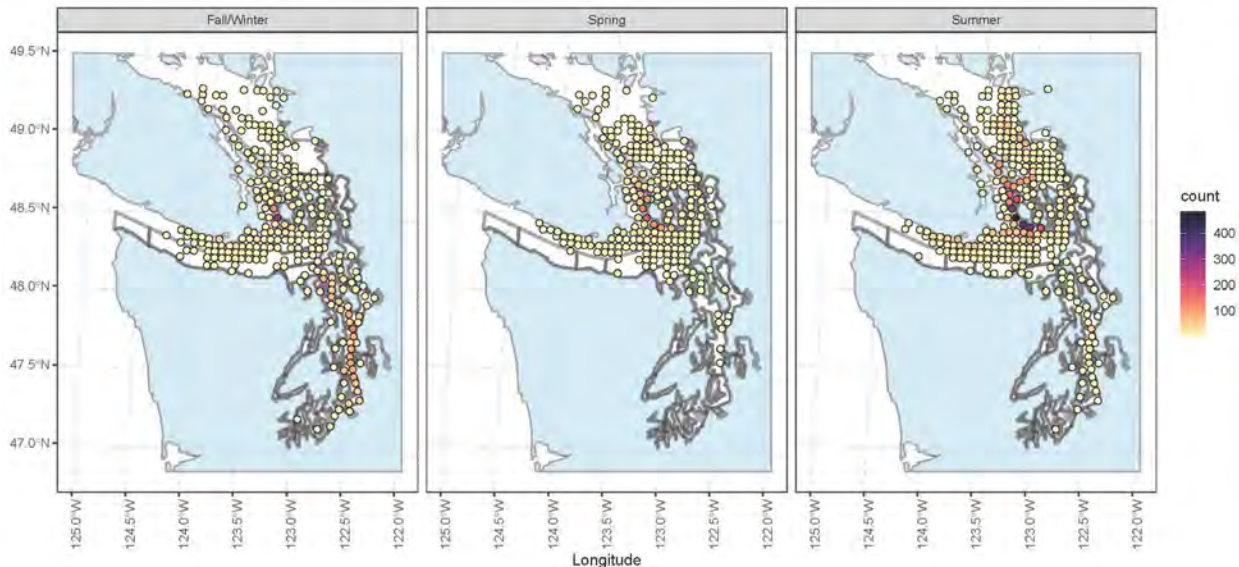 Fall/Winter
Spring
Summer
49.5°N
49.0°N
48.5°N
48.0°N
47.5°N
47.0°N
125.0°W
124.5°W
124.0°W
123.5°W
123.0°W
122.5°W
122.0°W
125.0°W
124.5°W
124.0°W
123.5°W
123.0°W
122.5°W
122.0°W
125.0°W
124.5°W
124.0°W
123.5°W
123.0°W
122.5°W
122.0°W
Longitude
count
400
300
200
100